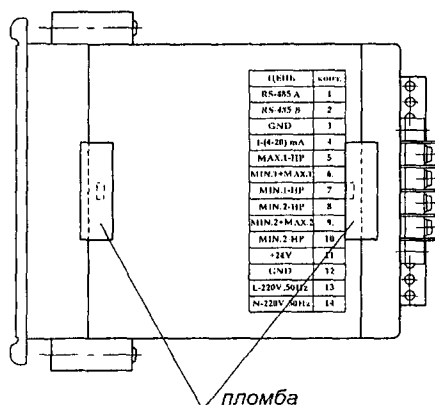 ЦЕПЬ конт.
RS-485 A 1
RS-485 B 2
GND 3
I-(4-20) mA 4
MAX.1-HP 5
MIN.1+MAX.1 6
MIN.1-HP 7
MIN.2-HP 8
MIN.2+MAX.2 9
MIN.2-HP 10
+24V 11
GND 12
L-220V,50Hz 13
N-220V,50Hz 14
пломба